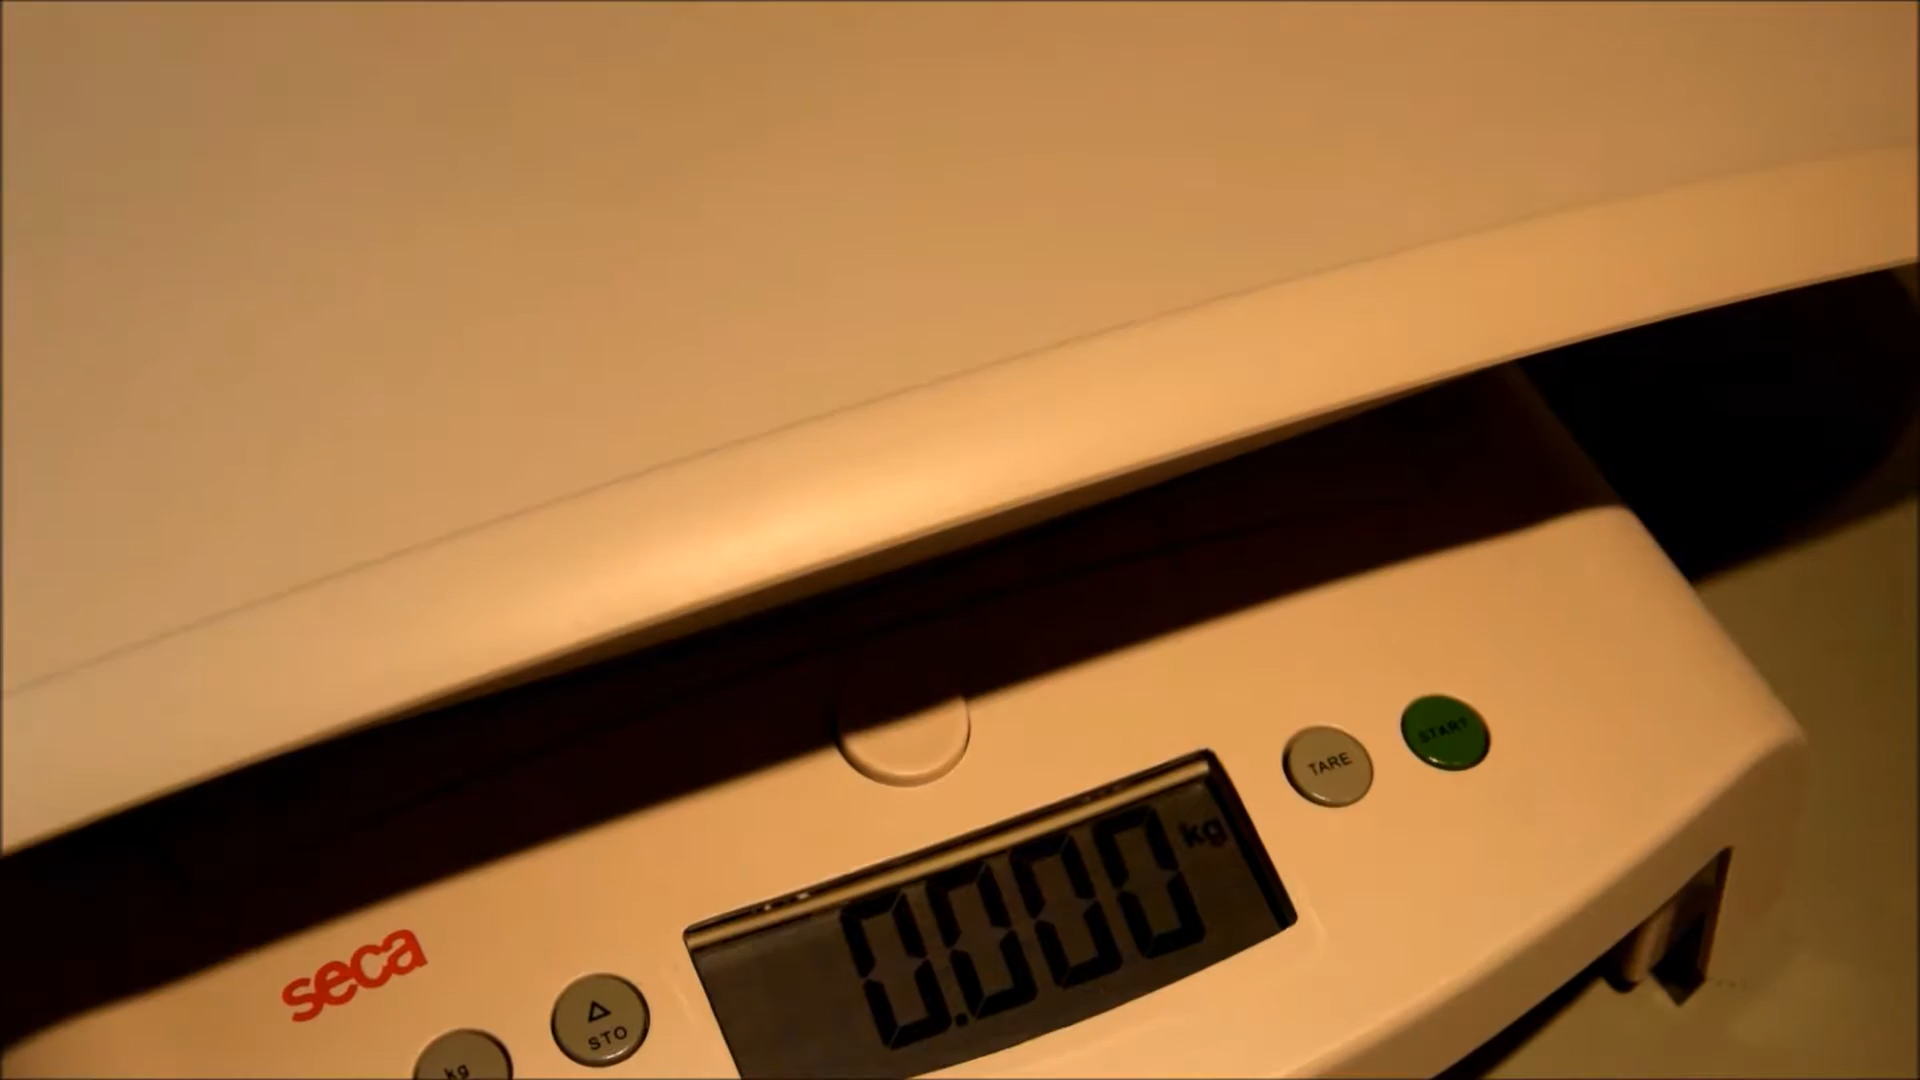 START
TARE
0.000 kg
seca
△
STO
kg